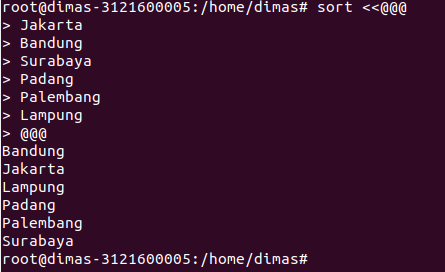 root@dimas-3121600005:/home/dimas# sort <<@@@
> Jakarta
> Bandung
> Surabaya
> Padang
> Palembang
> Lampung
> @@@
Bandung
Jakarta
Lampung
Padang
Palembang
Surabaya
root@dimas-3121600005:/home/dimas#